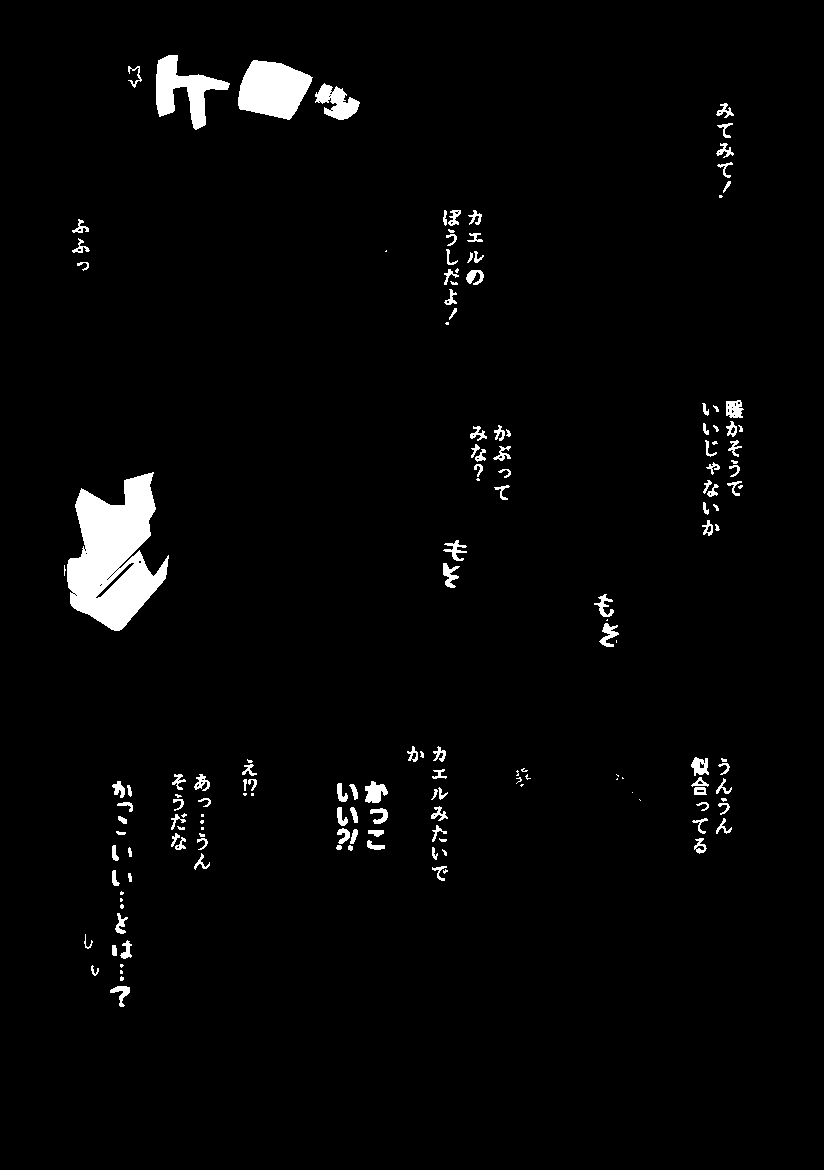 みてみて!
カエルの
ぼうしだよ!
ケロ
ふふっ
暖かそうで
いいじゃないか
かぶって
みな?
もそ
もそ
うんうん
似合ってる
カエルみたいで
か
かっこ
いい?!
え!?
あっ…うん
そうだな
かっこいい…とは…?